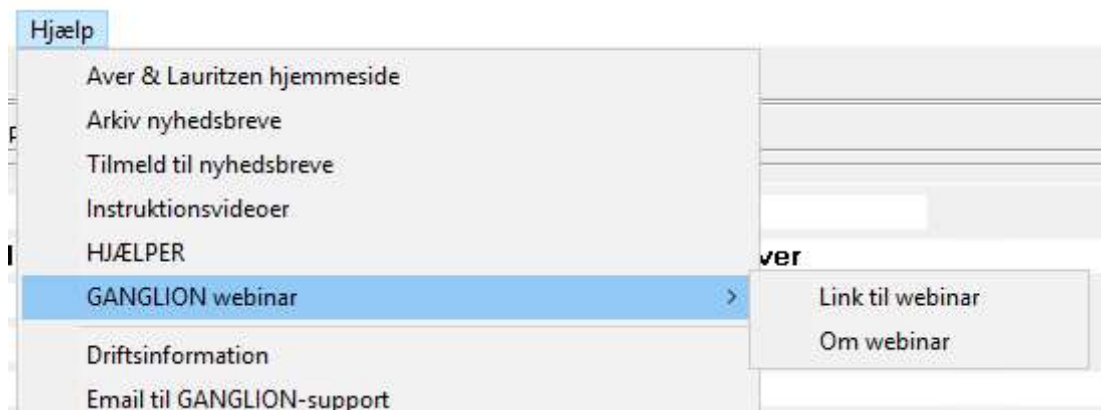 Hjælp
Aver & Lauritzen hjemmeside
Arkiv nyhedsbreve
Tilmeld til nyhedsbreve
Instruktionsvideoer
HJÆLPER
GANGLION webinar
Link til webinar
Om webinar
Driftsinformation
Email til GANGLION-support